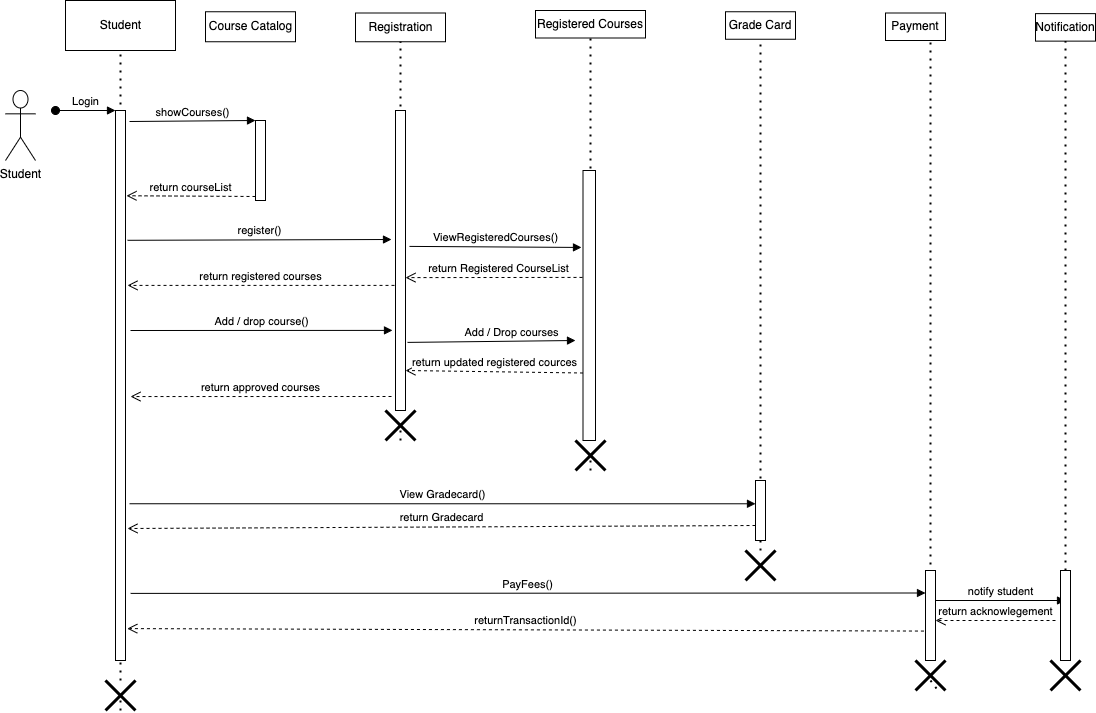 Student
Course Catalog
Registration
Registered Courses
Grade Card
Payment
Notification
Login
showCourses()
Student
return courseList
register()
ViewRegisteredCourses()
return Registered CourseList
return registered courses
Add / drop course()
Add / Drop courses
return updated registered cources
return approved courses
View Gradecard()
return Gradecard
PayFees()
notify student
return acknowlegement
returnTransactionId()